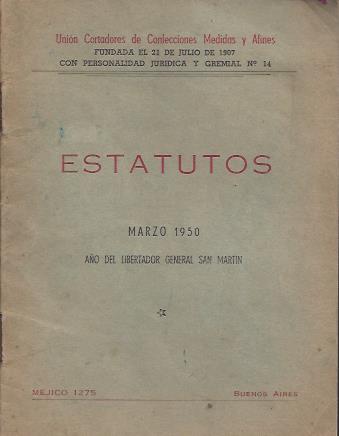 Unión Cortadores de Confecciones Medidas y Afines
FUNDADA EL 21 DE JULIO DE 1907
CON PERSONALIDAD JURIDICA Y GREMIAL Nº 14
ESTATUTOS
MARZO 1950
AÑO DEL LIBERTADOR GENERAL SAN MARTIN
MEJICO 1275 BUENOS AIRES